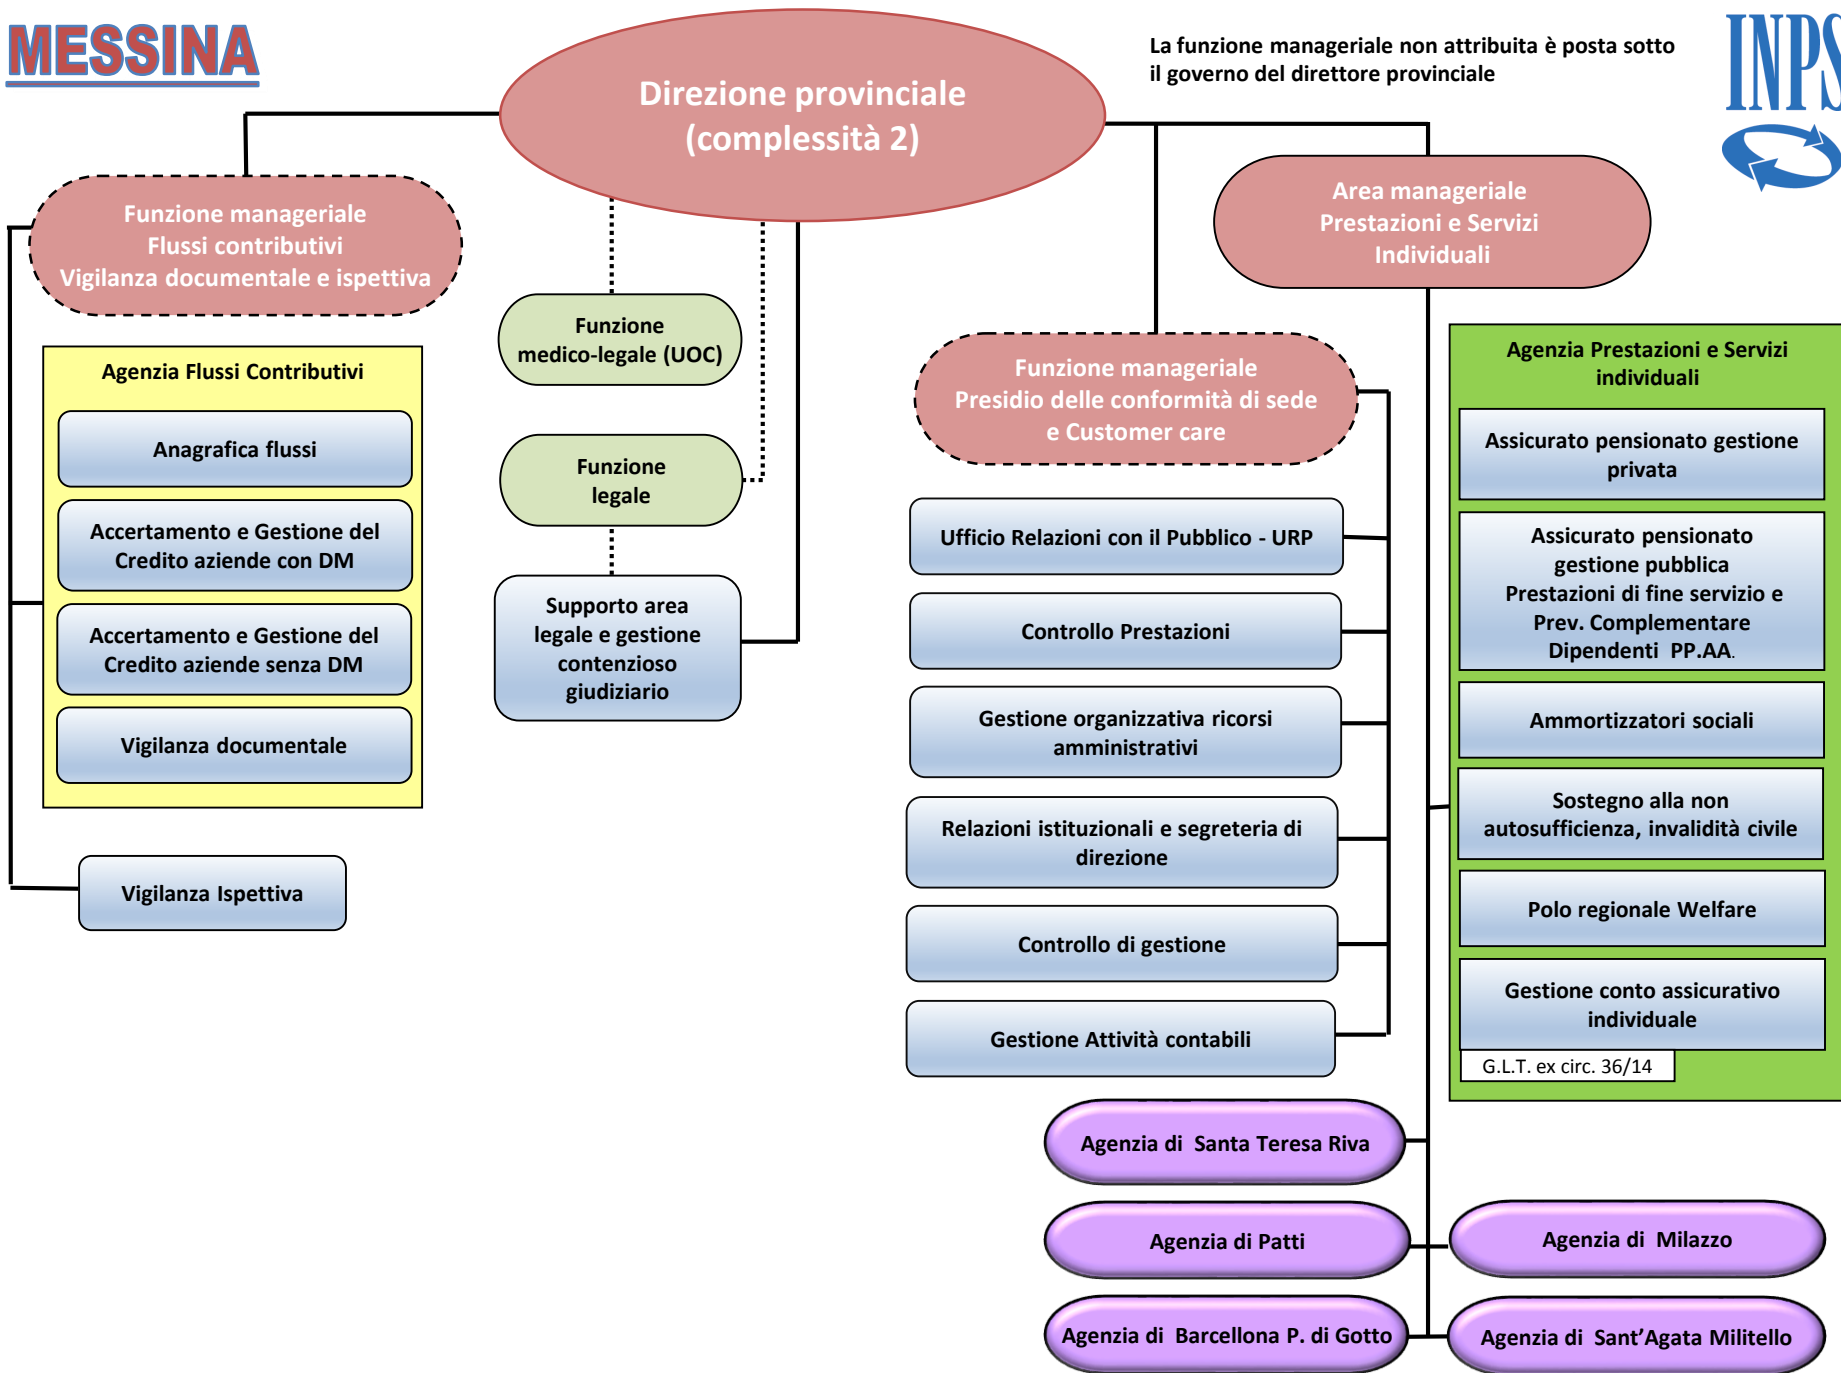 MESSINA
Direzione provinciale
(complessità 2)
La funzione manageriale non attribuita è posta sotto
il governo del direttore provinciale
INPS
Funzione manageriale
Flussi contributivi
Vigilanza documentale e ispettiva
Agenzia Flussi Contributivi
Anagrafica flussi
Accertamento e Gestione del
Credito aziende con DM
Accertamento e Gestione del
Credito aziende senza DM
Vigilanza documentale
Vigilanza Ispettiva
Funzione
medico-legale (UOC)
Funzione
legale
Supporto area
legale e gestione
contenzioso
giudiziario
Funzione manageriale
Presidio delle conformità di sede
e Customer care
Ufficio Relazioni con il Pubblico - URP
Controllo Prestazioni
Gestione organizzativa ricorsi
amministrativi
Relazioni istituzionali e segreteria di
direzione
Controllo di gestione
Gestione Attività contabili
Area manageriale
Prestazioni e Servizi
Individuali
Agenzia Prestazioni e Servizi
individuali
Assicurato pensionato gestione
privata
Assicurato pensionato
gestione pubblica
Prestazioni di fine servizio e
Prev. Complementare
Dipendenti PP.AA.
Ammortizzatori sociali
Sostegno alla non
autosufficienza, invalidità civile
Polo regionale Welfare
Gestione conto assicurativo
individuale
G.L.T. ex circ. 36/14
Agenzia di Santa Teresa Riva
Agenzia di Patti
Agenzia di Milazzo
Agenzia di Barcellona P. di Gotto
Agenzia di Sant'Agata Militello